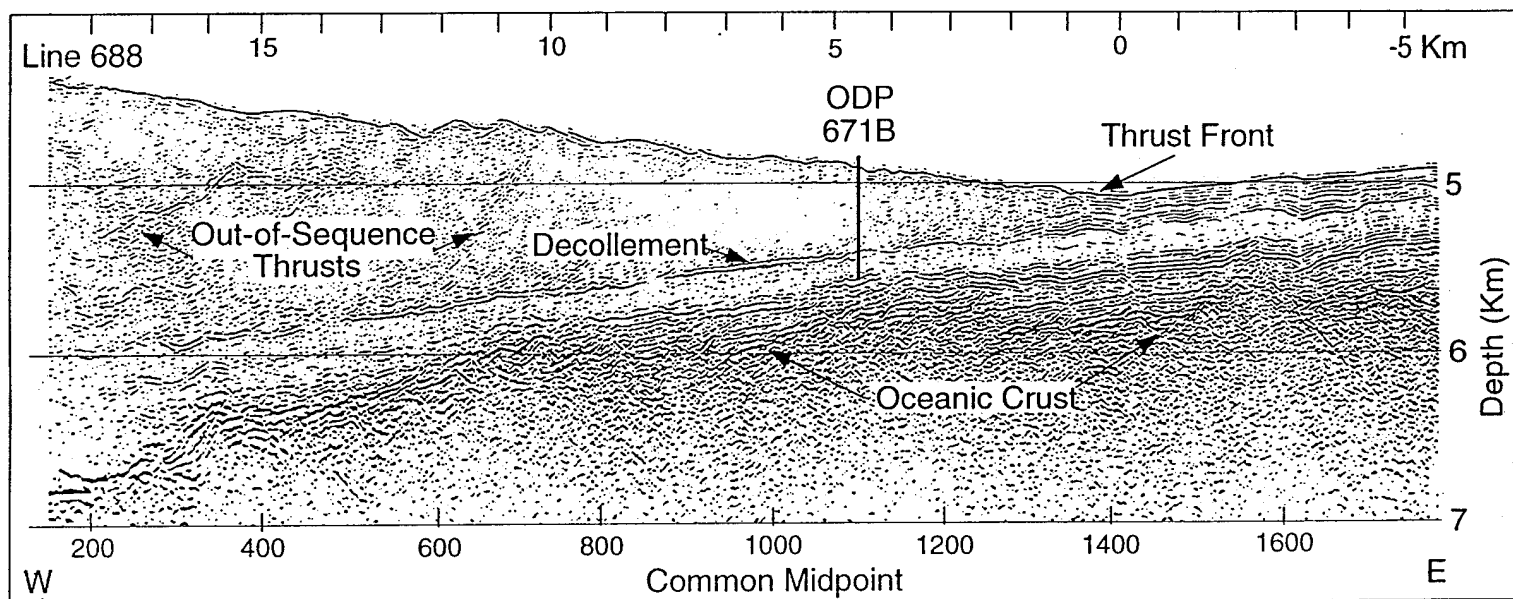 15 10 5 0 -5 Km
Line 688
ODP
671B
Thrust Front
5
Out-of-Sequence
Thrusts
Decollement
6
Oceanic Crust
Depth (Km)
7
200 400 600 800 1000 1200 1400 1600
W Common Midpoint E